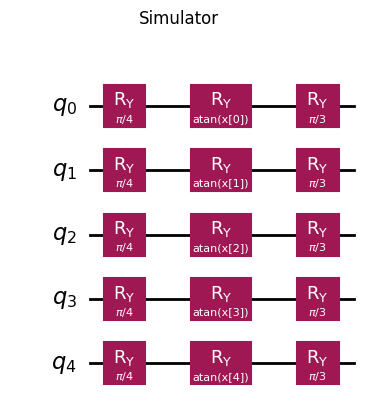 Simulator
q0 RY RY RY
π/4 atan(x[0]) π/3
q1 RY RY RY
π/4 atan(x[1]) π/3
q2 RY RY RY
π/4 atan(x[2]) π/3
q3 RY RY RY
π/4 atan(x[3]) π/3
q4 RY RY RY
π/4 atan(x[4]) π/3